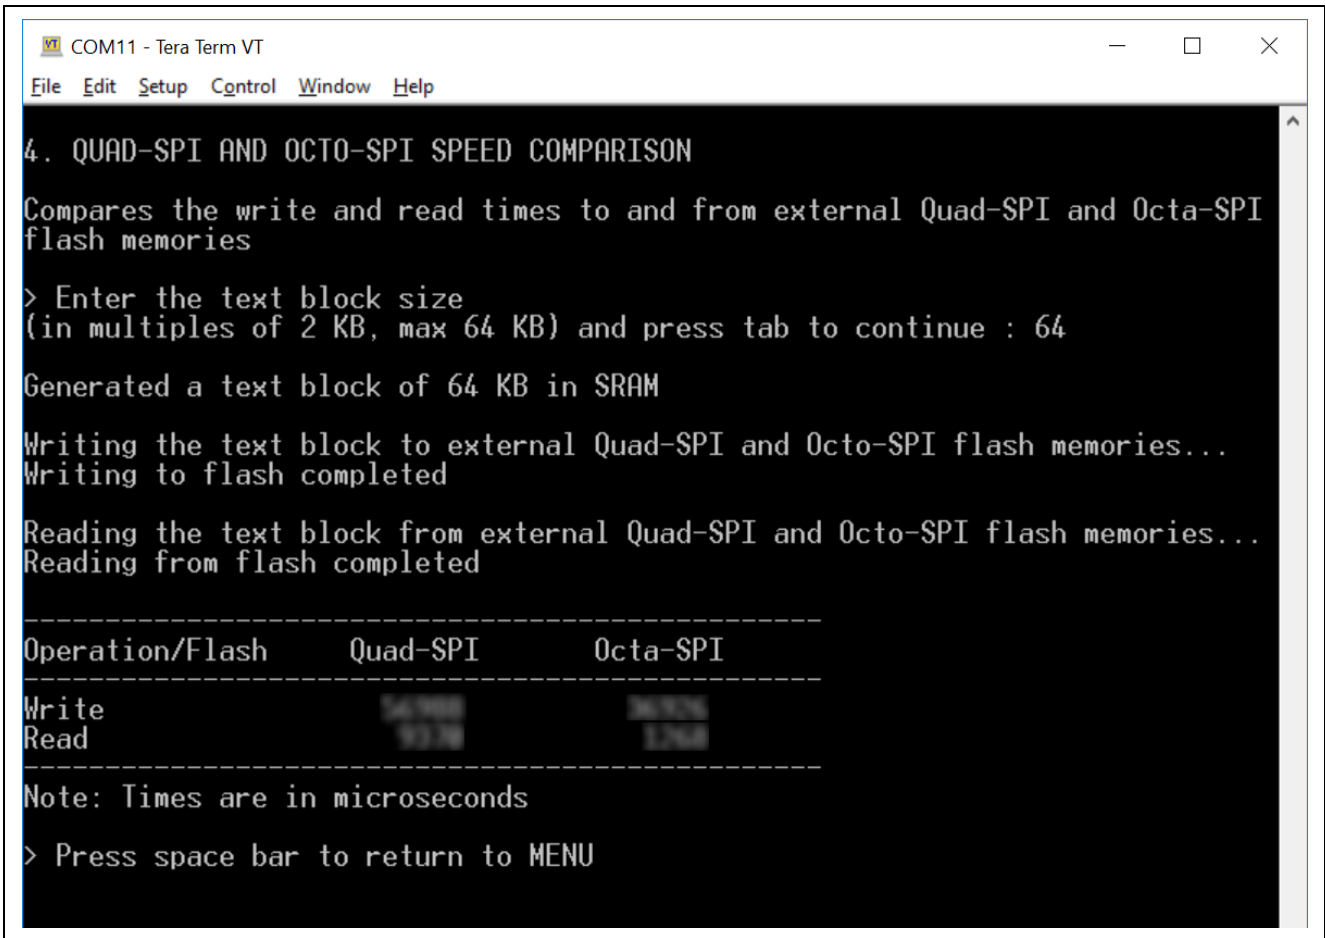 COM11 - Tera Term VT
File Edit Setup Control Window Help
4. QUAD-SPI AND OCTO-SPI SPEED COMPARISON
Compares the write and read times to and from external Quad-SPI and Octa-SPI
flash memories
> Enter the text block size
(in multiples of 2 KB, max 64 KB) and press tab to continue : 64
Generated a text block of 64 KB in SRAM
Writing the text block to external Quad-SPI and Octo-SPI flash memories...
Writing to flash completed
Reading the text block from external Quad-SPI and Octo-SPI flash memories...
Reading from flash completed
--------------------------------------------------
Operation/Flash Quad-SPI Octa-SPI
--------------------------------------------------
Write
Read
--------------------------------------------------
Note: Times are in microseconds
> Press space bar to return to MENU